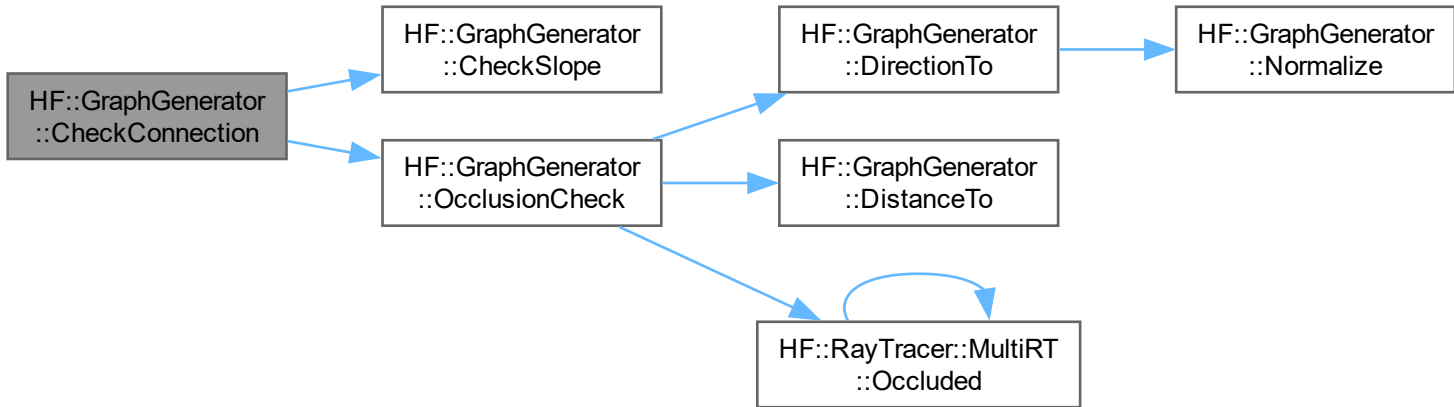 HF::GraphGenerator
::CheckConnection
HF::GraphGenerator
::CheckSlope
HF::GraphGenerator
::OcclusionCheck
HF::GraphGenerator
::DirectionTo
HF::GraphGenerator
::DistanceTo
HF::RayTracer::MultiRT
::Occluded
HF::GraphGenerator
::Normalize